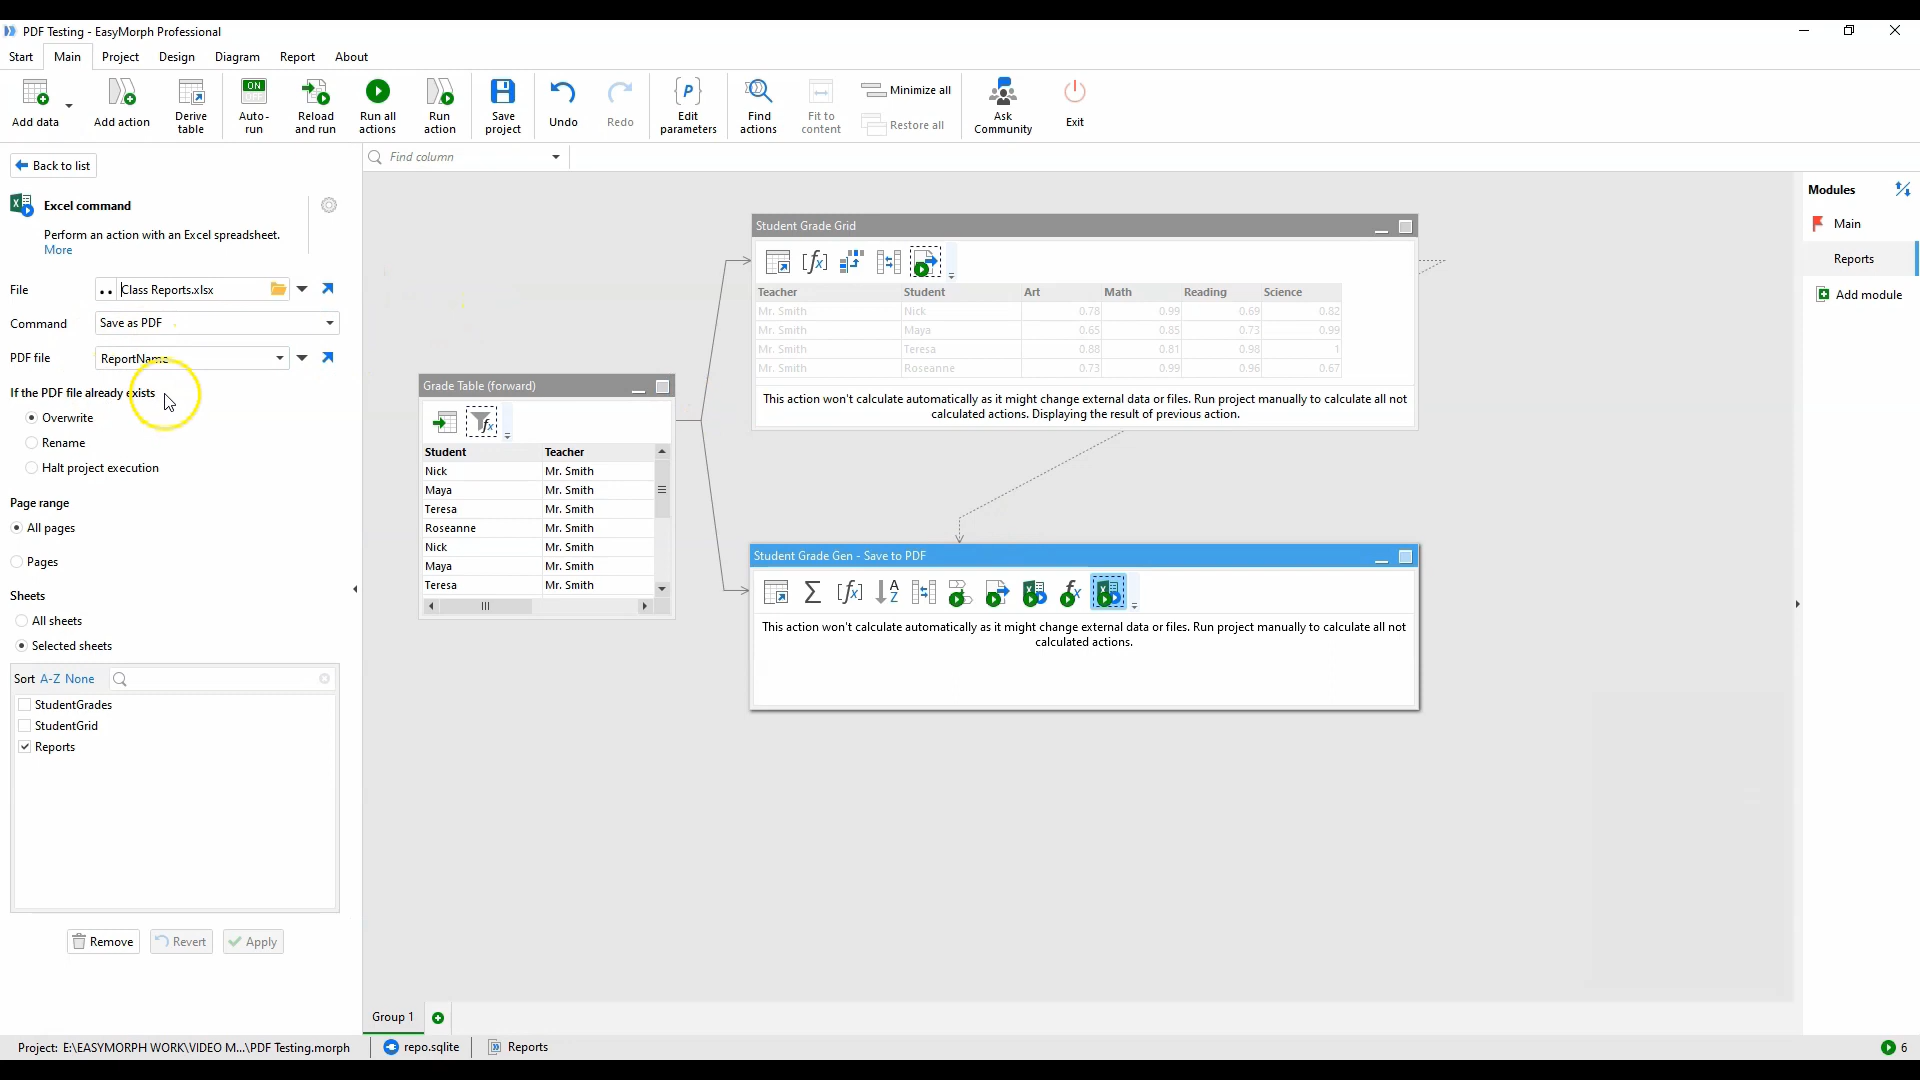 PDF Testing - EasyMorph Professional
Start Main Project Design Diagram Report About
Add data
Add action
Derive table
ON
OFF
Auto-run
Reload and run
Run all actions
Run action
Save project
Undo
Redo
Edit parameters
Find actions
Fit to content
Minimize all
Restore all
Ask Community
Exit
Back to list
Find column
Excel command
Perform an action with an Excel spreadsheet.
More
File .. Class Reports.xlsx
Command Save as PDF
PDF file ReportName
If the PDF file already exists
Overwrite
Rename
Halt project execution
Page range
All pages
Pages
Sheets
All sheets
Selected sheets
Sort A-Z None
StudentGrades
StudentGrid
Reports
Remove Revert Apply
Grade Table (forward)
Student Teacher
Nick Mr. Smith
Maya Mr. Smith
Teresa Mr. Smith
Roseanne Mr. Smith
Nick Mr. Smith
Maya Mr. Smith
Teresa Mr. Smith
Student Grade Grid
Teacher Student Art Math Reading Science
Mr. Smith Nick 0.78 0.99 0.69 0.82
Mr. Smith Maya 0.65 0.85 0.73 0.99
Mr. Smith Teresa 0.88 0.81 0.98 1
Mr. Smith Roseanne 0.73 0.99 0.96 0.67
This action won't calculate automatically as it might change external data or files. Run project manually to calculate all not
calculated actions. Displaying the result of previous action.
Student Grade Gen - Save to PDF
This action won't calculate automatically as it might change external data or files. Run project manually to calculate all not
calculated actions.
Modules
Main
Reports
Add module
Group 1
Project: E:\EASYMORPH WORK\VIDEO M...\PDF Testing.morph
repo.sqlite
Reports
6